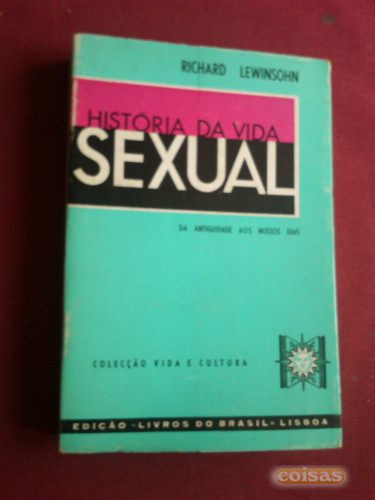 RICHARD LEWINSOHN
HISTÓRIA DA VIDA
SEXUAL
DA ANTIGUIDADE AOS NOSSOS DIAS
COLECÇÃO VIDA E CULTURA
EDIÇÃO «LIVROS DO BRASIL» LISBOA
coisas